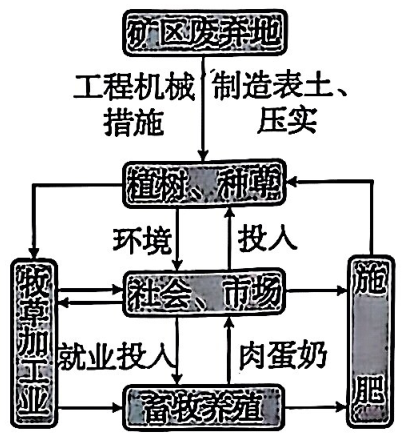 矿区废弃地
工程机械 制造表土、
措施 压实
植树、种草
环境 投入
牧草加工业
社会、市场
施肥
就业投入 肉蛋奶
畜牧养殖